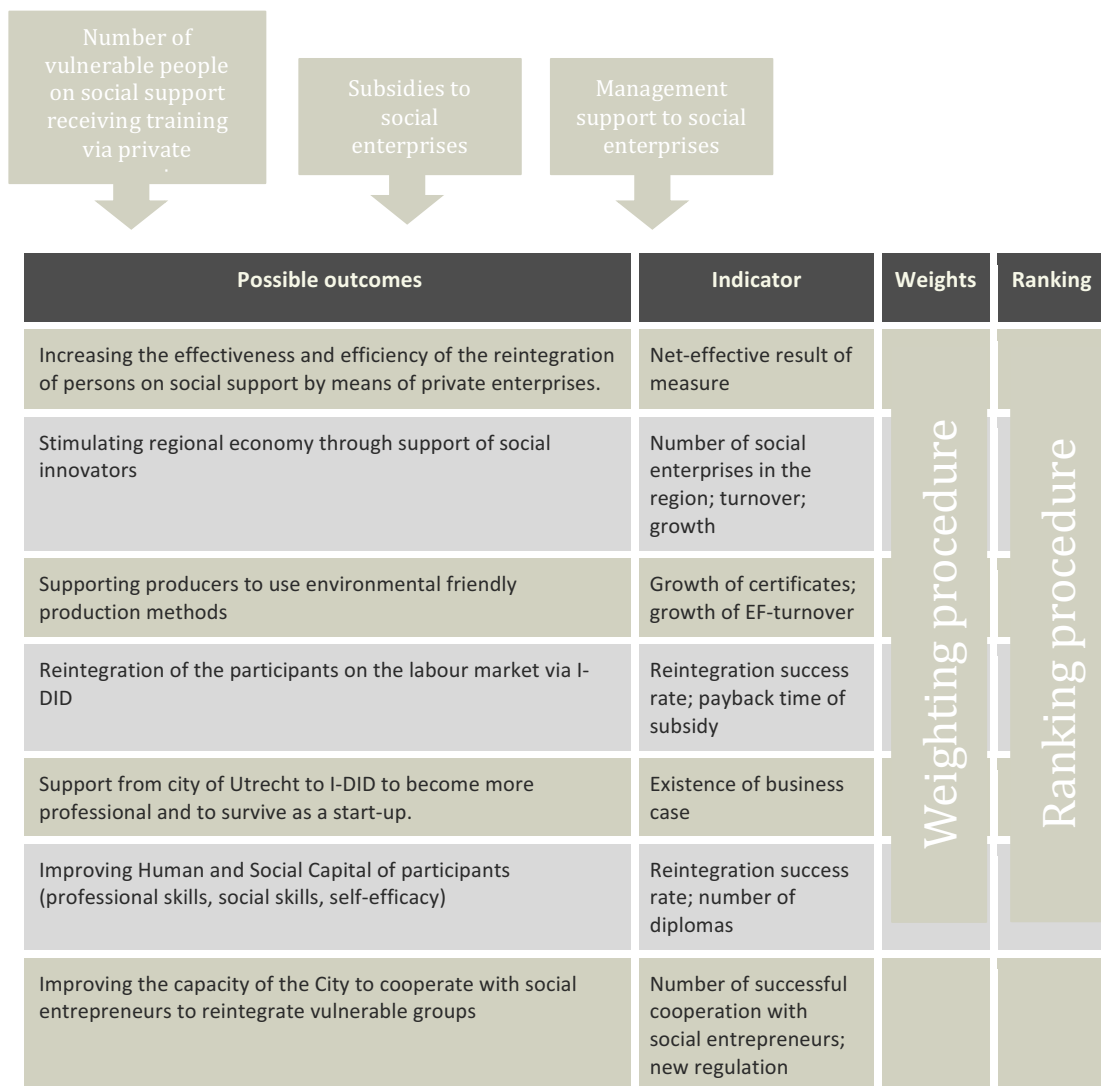 Number of
vulnerable people
on social support
receiving training
via private
Subsidies to
social
enterprises
Management
support to social
enterprises
Possible outcomes
Indicator
Weights
Ranking
Increasing the effectiveness and efficiency of the reintegration
of persons on social support by means of private enterprises.
Net-effective result of
measure
Stimulating regional economy through support of social
innovators
Number of social
enterprises in the
region; turnover;
growth
Supporting producers to use environmental friendly
production methods
Growth of certificates;
growth of EF-turnover
Reintegration of the participants on the labour market via I-
DID
Reintegration success
rate; payback time of
subsidy
Support from city of Utrecht to I-DID to become more
professional and to survive as a start-up.
Existence of business
case
Improving Human and Social Capital of participants
(professional skills, social skills, self-efficacy)
Reintegration success
rate; number of
diplomas
Improving the capacity of the City to cooperate with social
entrepreneurs to reintegrate vulnerable groups
Number of successful
cooperation with
social entrepreneurs;
new regulation
Weighting procedure
Ranking procedure